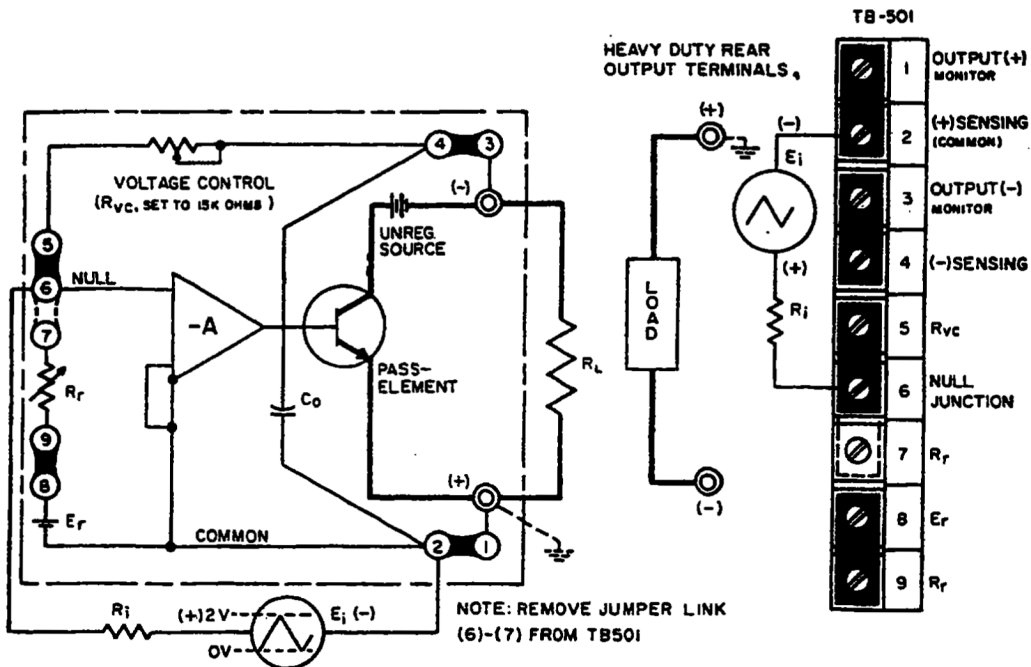 TB-501
HEAVY DUTY REAR
OUTPUT TERMINALS.
(+)
(-)
LOAD
(-)
Ei
(+)
Ri
1 OUTPUT (+)
MONITOR
2 (+) SENSING
(COMMON)
3 OUTPUT (-)
MONITOR
4 (-) SENSING
5 Rvc
6 NULL
JUNCTION
7 Rr
8 Er
9 Rr
4 3
VOLTAGE CONTROL
(Rvc, SET TO 15K OHMS)
(-)
UNREG.
SOURCE
5
6 NULL
7
-A
PASS-
ELEMENT
RL
Rr
Co
9
8
(+)
Er
COMMON
2 1
Ri
(+)2V
Ei (-)
0V
NOTE: REMOVE JUMPER LINK
(6)-(7) FROM TB501